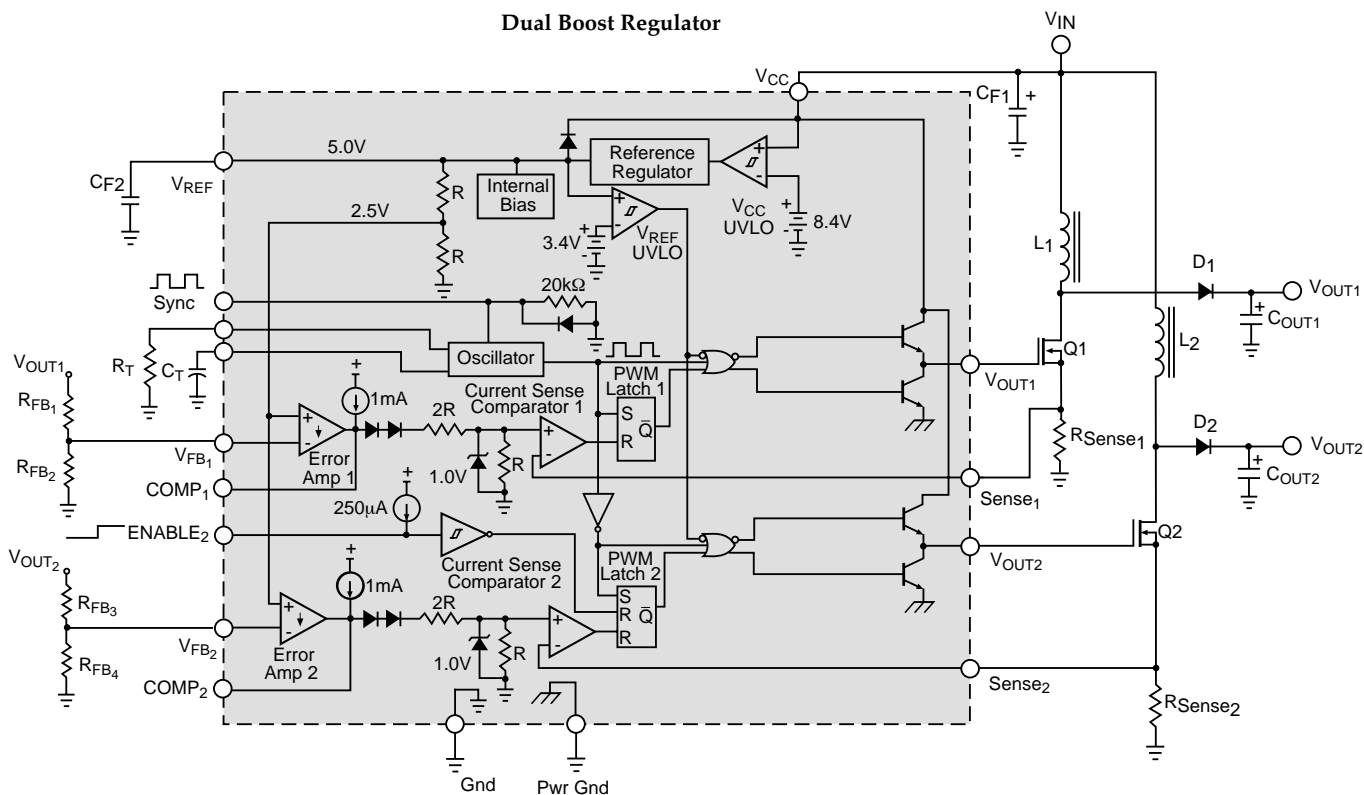 Dual Boost Regulator
VIN
VCC
CF1
+
5.0V
Reference
Regulator
+
-
CF2
VREF
R
Internal
Bias
VCC
UVLO
+
-
8.4V
2.5V
R
+
-
3.4V
+
-
VREF
UVLO
L1
Sync
20kΩ
D1
VOUT1
+
COUT1
RT
CT
Oscillator
L2
Q1
VOUT1
VOUT1
RFB1
+
1mA
Current Sense
Comparator 1
PWM
Latch 1
S
R
Q̄
+
-
2R
+
-
R
1.0V
VFB1
Error
Amp 1
RSense1
D2
VOUT2
+
COUT2
RFB2
COMP1
Sense1
+
250µA
ENABLE2
Q2
VOUT2
VOUT2
+
1mA
Current Sense
Comparator 2
PWM
Latch 2
S
R
R
Q̄
RFB3
+
-
2R
+
-
R
1.0V
VFB2
Error
Amp 2
RFB4
COMP2
Sense2
RSense2
Gnd
Pwr Gnd